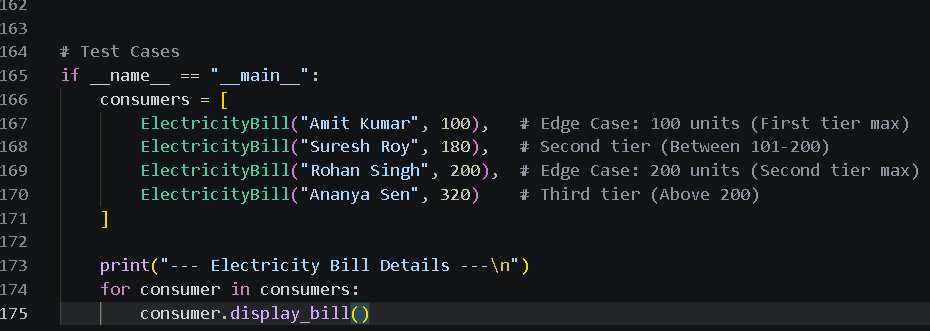 162
163
164 # Test Cases
165 if __name__ == "__main__":
166     consumers = [
167         ElectricityBill("Amit Kumar", 100),   # Edge Case: 100 units (First tier max)
168         ElectricityBill("Suresh Roy", 180),   # Second tier (Between 101-200)
169         ElectricityBill("Rohan Singh", 200),  # Edge Case: 200 units (Second tier max)
170         ElectricityBill("Ananya Sen", 320)    # Third tier (Above 200)
171     ]
172
173     print("--- Electricity Bill Details ---\n")
174     for consumer in consumers:
175         consumer.display_bill()